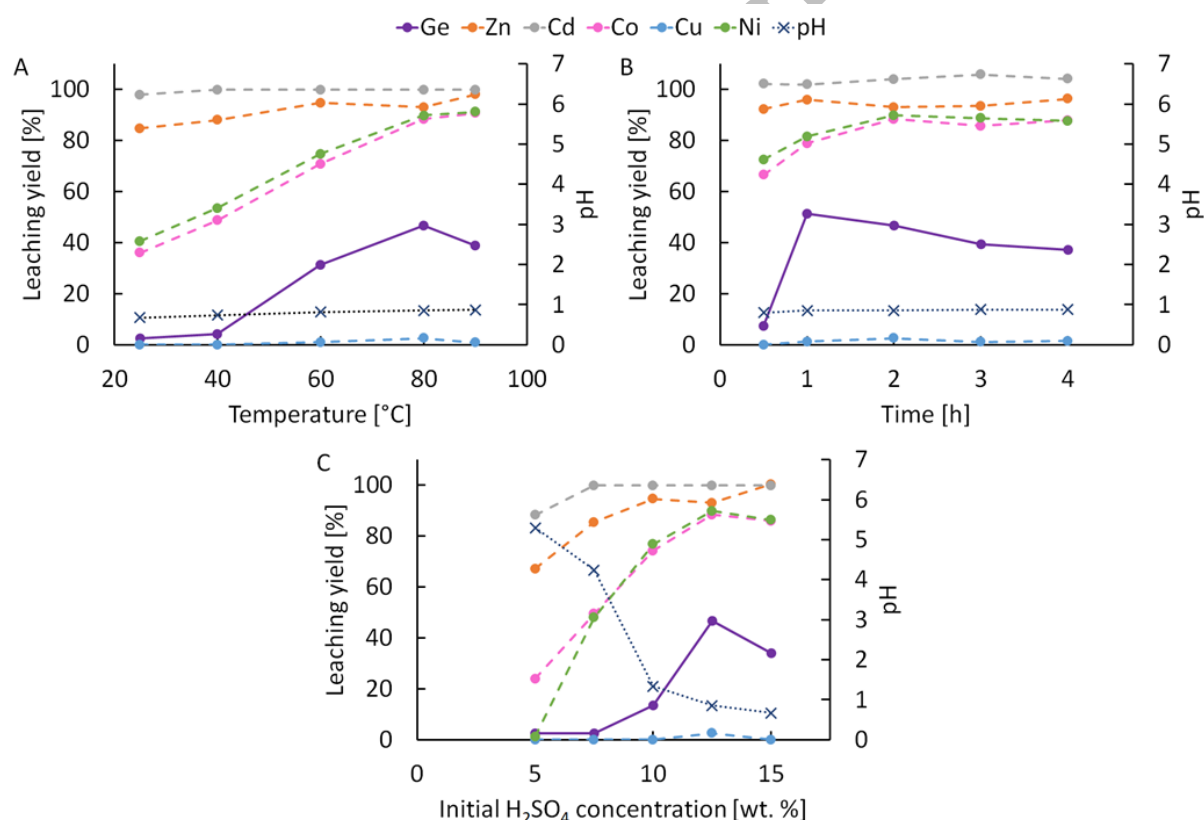 Ge Zn Cd Co Cu Ni pH
A
Leaching yield [%]
100
80
60
40
20
0
7
6
5
4
3
2
1
0
pH
20 40 60 80 100
Temperature [°C]
B
Leaching yield [%]
100
80
60
40
20
0
7
6
5
4
3
2
1
0
pH
0 1 2 3 4
Time [h]
C
Leaching yield [%]
100
80
60
40
20
0
7
6
5
4
3
2
1
0
pH
0 5 10 15
Initial H₂SO₄ concentration [wt. %]